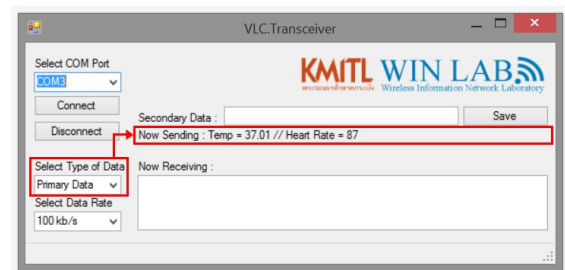 VLC.Transceiver
Select COM Port
COM3
Connect
Disconnect
KMITL WIN LAB
Wireless Information Network Laboratory
Secondary Data :
Save
Now Sending : Temp = 37.01 // Heart Rate = 87
Select Type of Data
Primary Data
Select Data Rate
100 kb/s
Now Receiving :